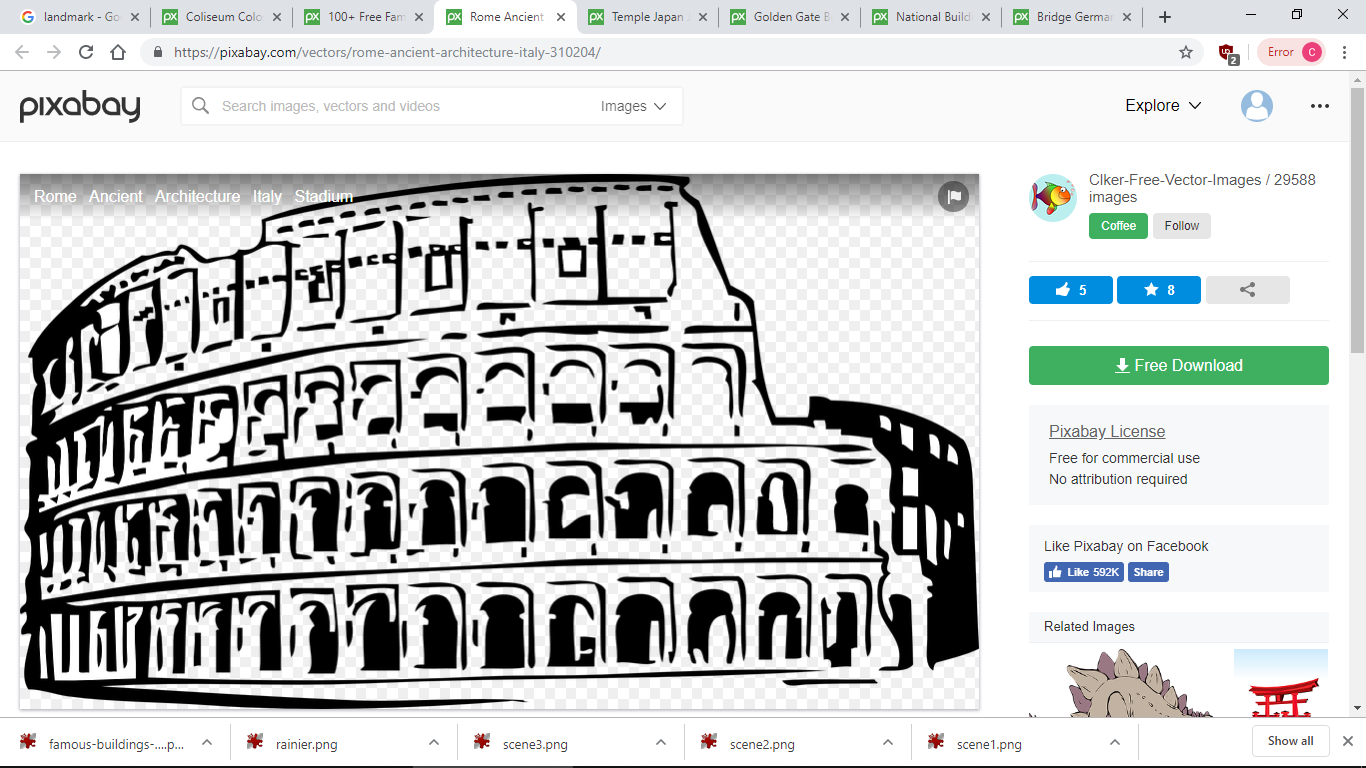 landmark - Go
Coliseum Colo
100+ Free Fam
Rome Ancient
Temple Japan
Golden Gate B
National Build
Bridge German
https://pixabay.com/vectors/rome-ancient-architecture-italy-310204/
2
Error C
pixabay
Search images, vectors and videos
Images
Explore
Rome Ancient Architecture Italy Stadium
Clker-Free-Vector-Images / 29588
images
Coffee
Follow
5
8
Free Download
Pixabay License
Free for commercial use
No attribution required
Like Pixabay on Facebook
Like 592K
Share
Related Images
famous-buildings-....p...
rainier.png
scene3.png
scene2.png
scene1.png
Show all